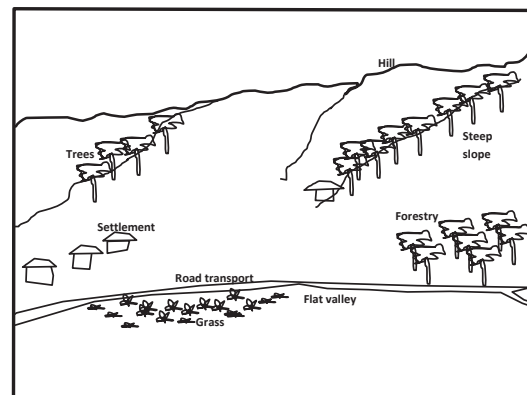 Hill
Steep
slope
Trees
Forestry
Settlement
Road transport
Flat valley
Grass